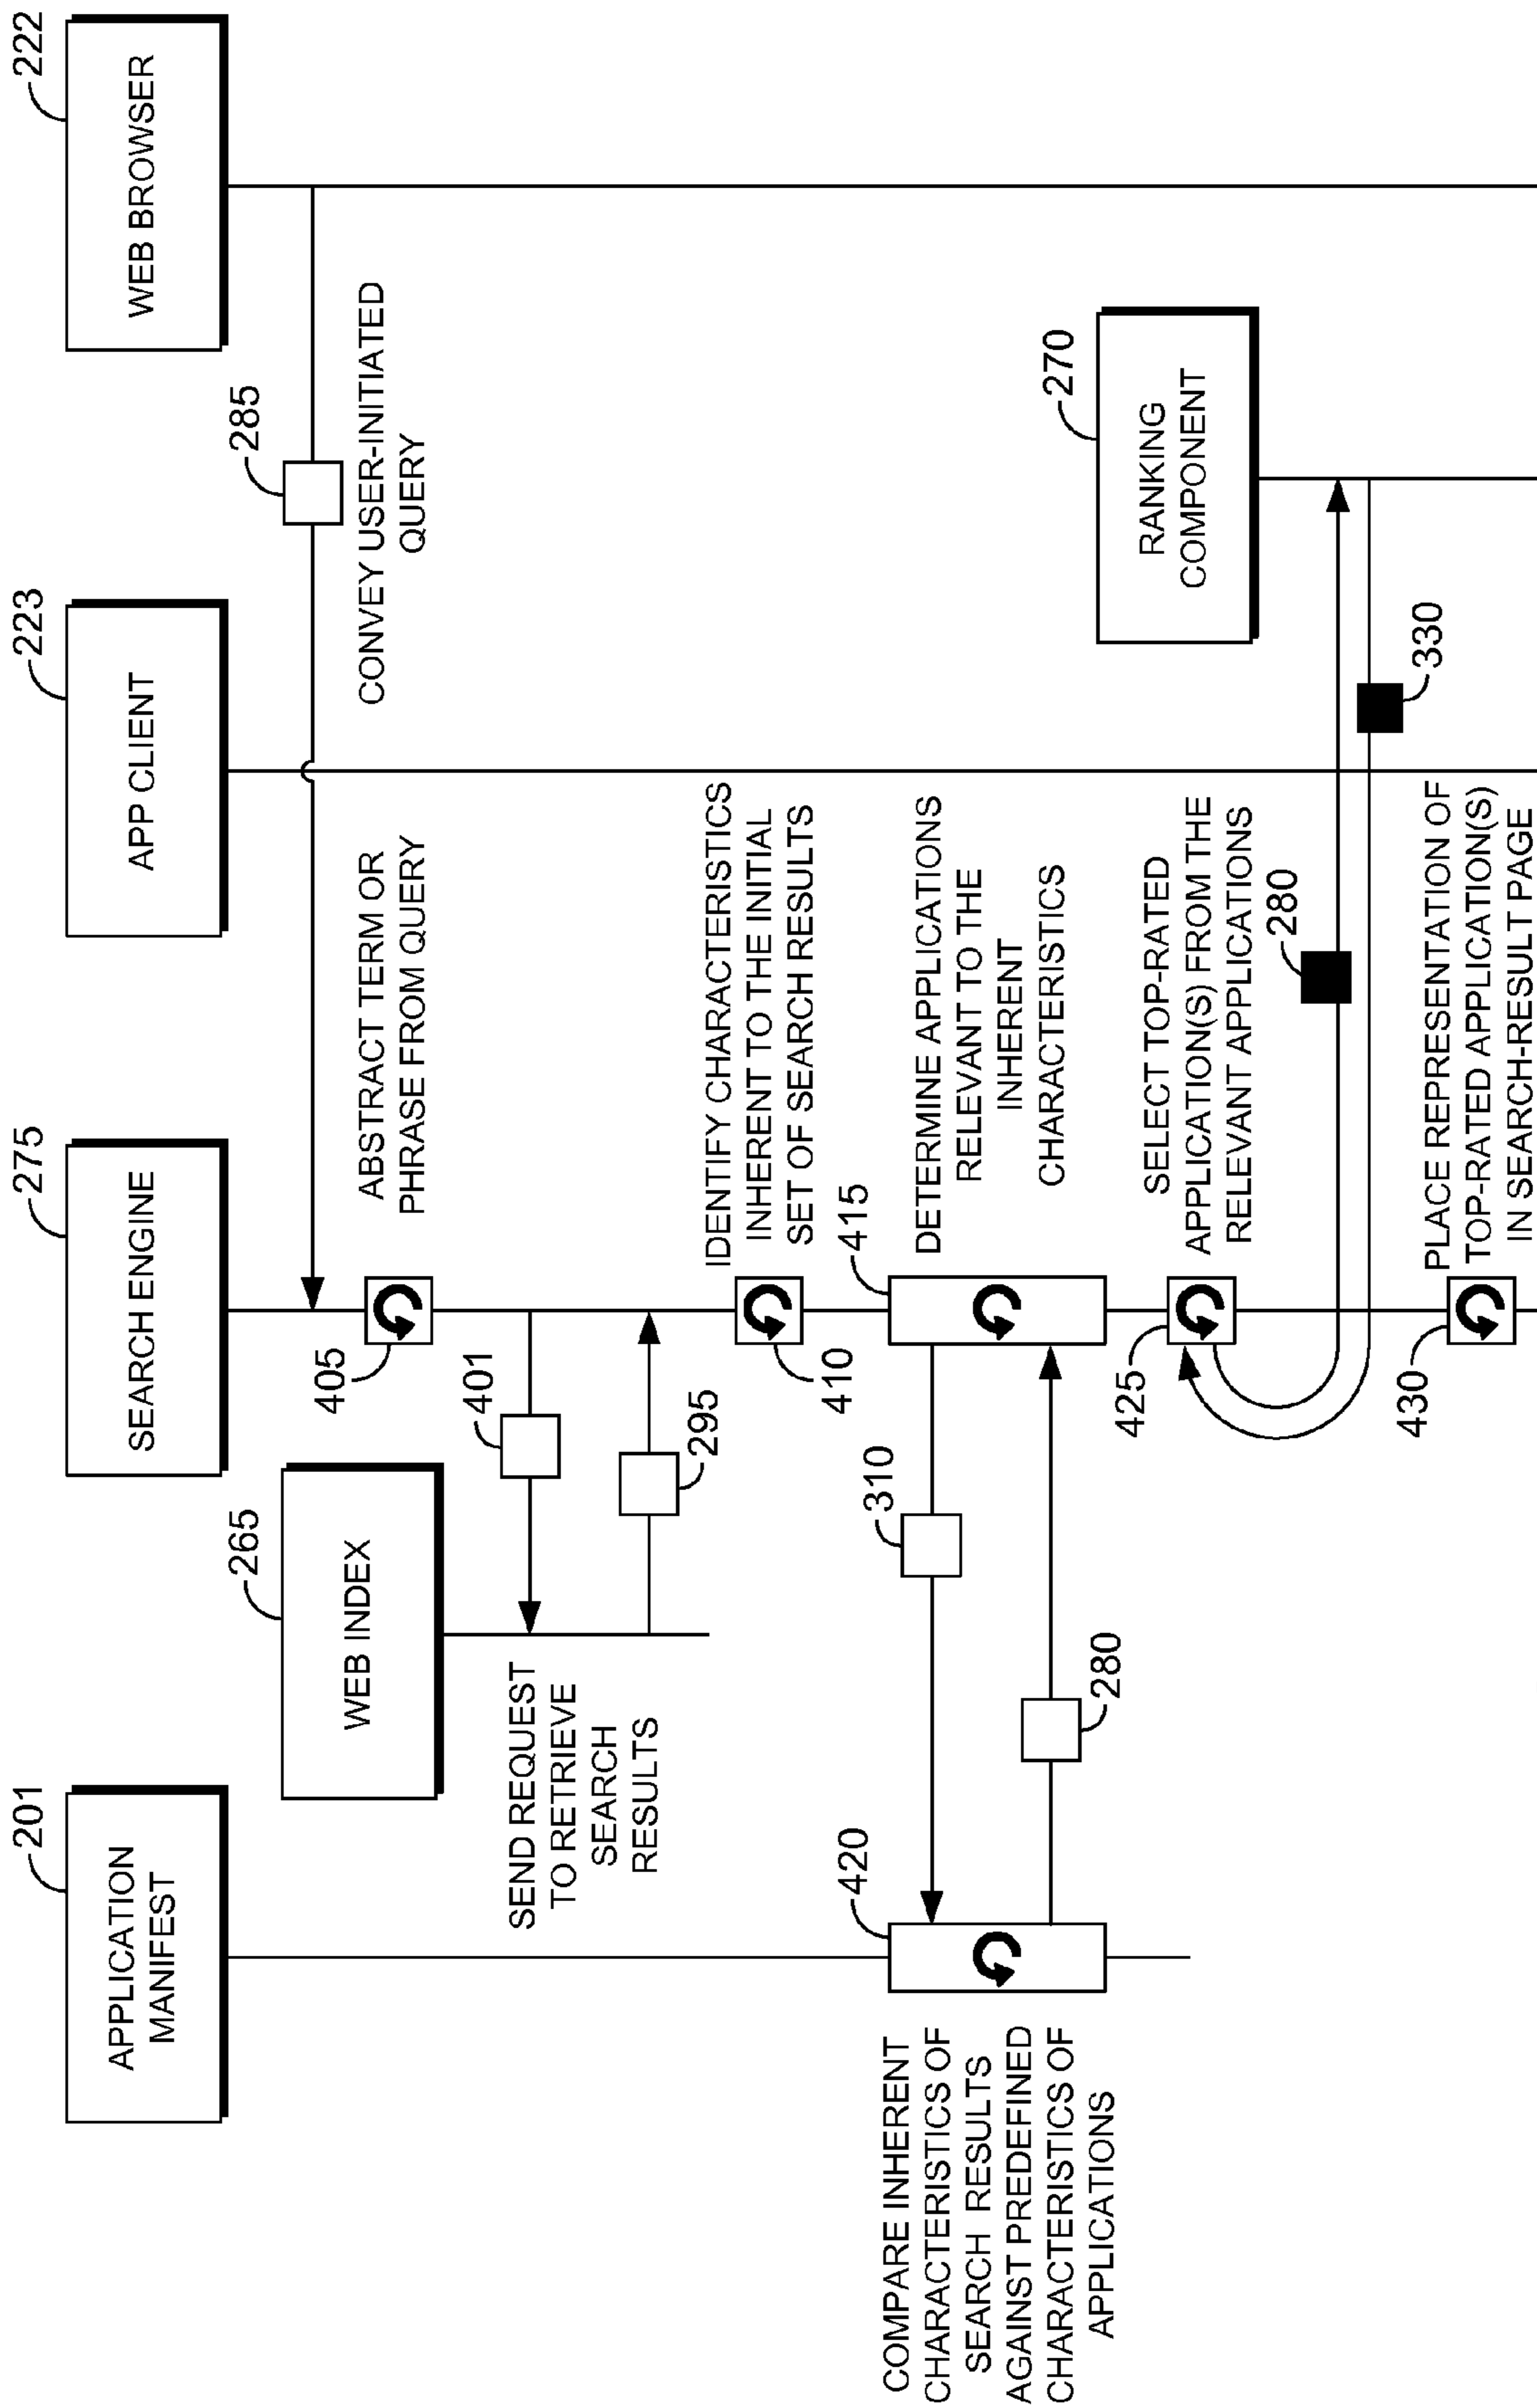 201
APPLICATION
MANIFEST
275
SEARCH ENGINE
223
APP CLIENT
222
WEB BROWSER
265
WEB INDEX
285
CONVEY USER-INITIATED
QUERY
ABSTRACT TERM OR
PHRASE FROM QUERY
405
401
SEND REQUEST
TO RETRIEVE
SEARCH
RESULTS
295
IDENTIFY CHARACTERISTICS
INHERENT TO THE INITIAL
SET OF SEARCH RESULTS
410
415
DETERMINE APPLICATIONS
RELEVANT TO THE
INHERENT
CHARACTERISTICS
310
420
COMPARE INHERENT
CHARACTERISTICS OF
SEARCH RESULTS
AGAINST PREDEFINED
CHARACTERISTICS OF
APPLICATIONS
280
270
RANKING
COMPONENT
SELECT TOP-RATED
APPLICATION(S) FROM THE
RELEVANT APPLICATIONS
425
280
330
PLACE REPRESENTATION OF
TOP-RATED APPLICATION(S)
IN SEARCH-RESULT PAGE
430